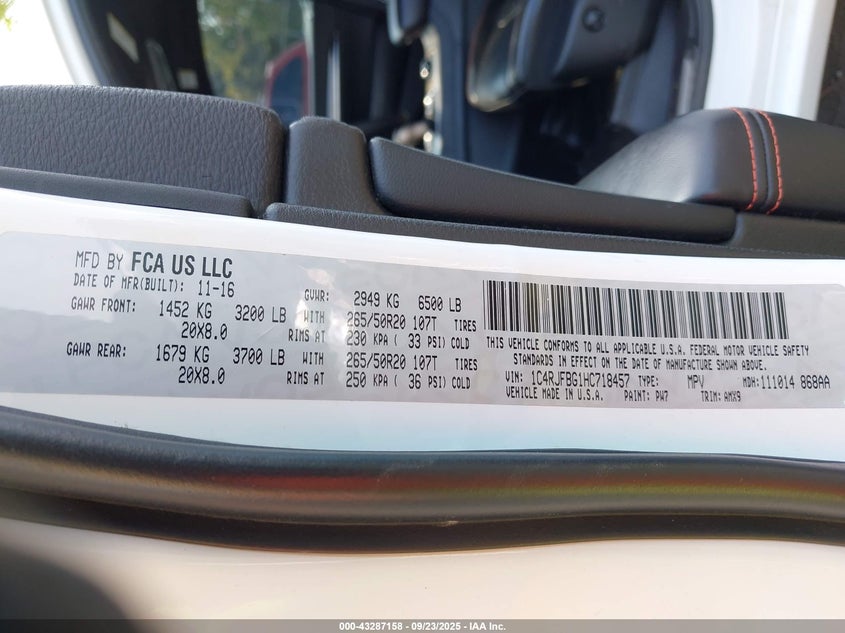 MFD BY FCA US LLC
DATE OF MFR(BUILT): 11-16 GVWR: 2949 KG 6500 LB
GAWR FRONT: 1452 KG 3200 LB WITH 265/50R20 107T TIRES
20X8.0 RIMS AT 230 KPA ( 33 PSI) COLD
GAWR REAR: 1679 KG 3700 LB WITH 265/50R20 107T TIRES
20X8.0 RIMS AT 250 KPA ( 36 PSI) COLD
THIS VEHICLE CONFORMS TO ALL APPLICABLE U.S.A. FEDERAL MOTOR VEHICLE SAFETY
STANDARDS IN EFFECT ON THE DATE OF MANUFACTURE SHOWN ABOVE.
VIN: 1C4RJFBG1HC718457 TYPE: MPV MDH: 111014 868AA
VEHICLE MADE IN U.S.A. PAINT: PW7 TRIM: AMX9
000-43287158 - 09/23/2025 - IAA Inc.